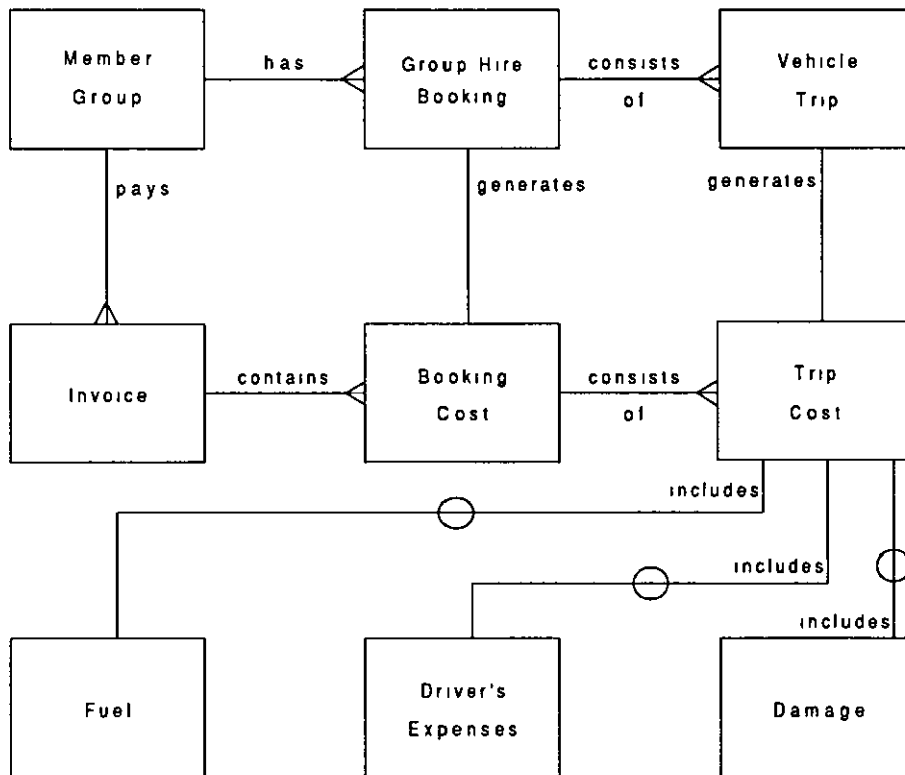 Member
Group
has
Group Hire
Booking
consists
of
Vehicle
Trip
pays
generates
generates
Invoice
contains
Booking
Cost
consists
of
Trip
Cost
includes
includes
includes
Fuel
Driver's
Expenses
Damage